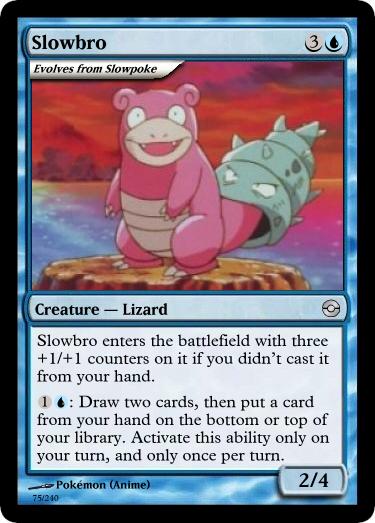 Slowbro 3
Evolves from Slowpoke
Creature — Lizard
Slowbro enters the battlefield with three
+1/+1 counters on it if you didn't cast it
from your hand.
1 : Draw two cards, then put a card
from your hand on the bottom or top of
your library. Activate this ability only on
your turn, and only once per turn.
2/4
Pokémon (Anime)
75/240